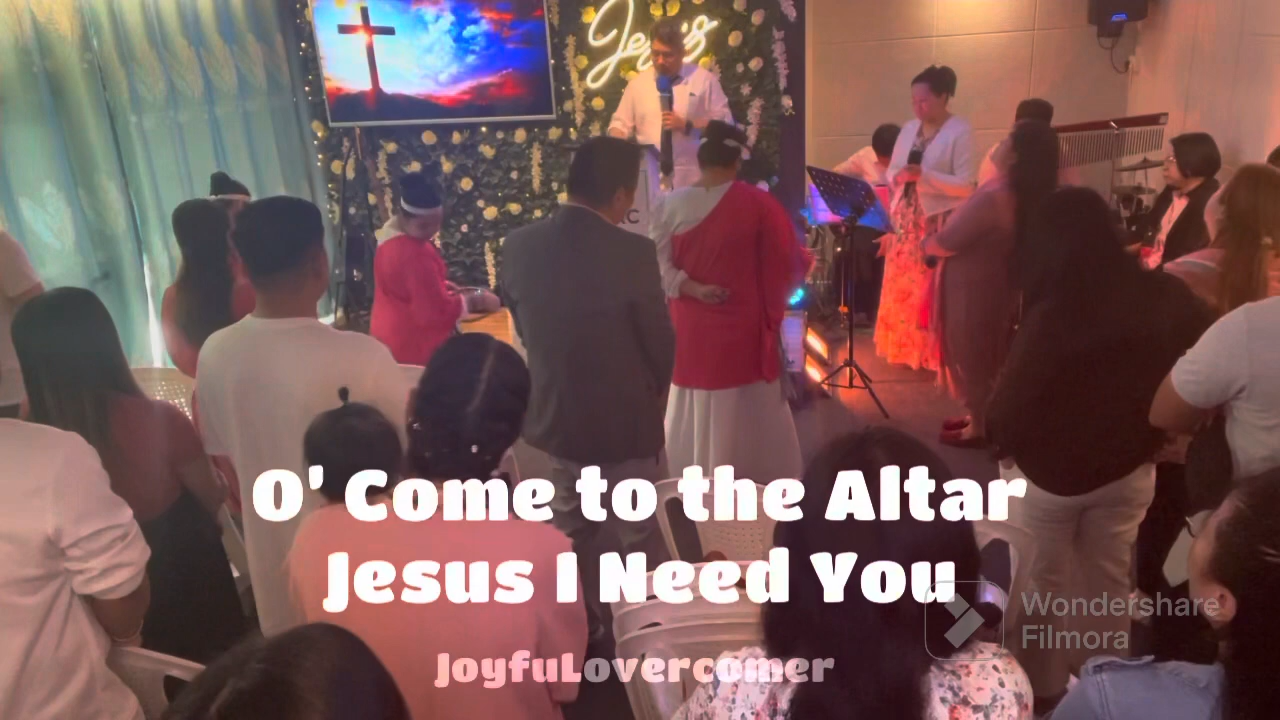 Jesus
O' Come to the Altar
Jesus I Need You
Wondershare
Filmora
JoyfuLovercomer